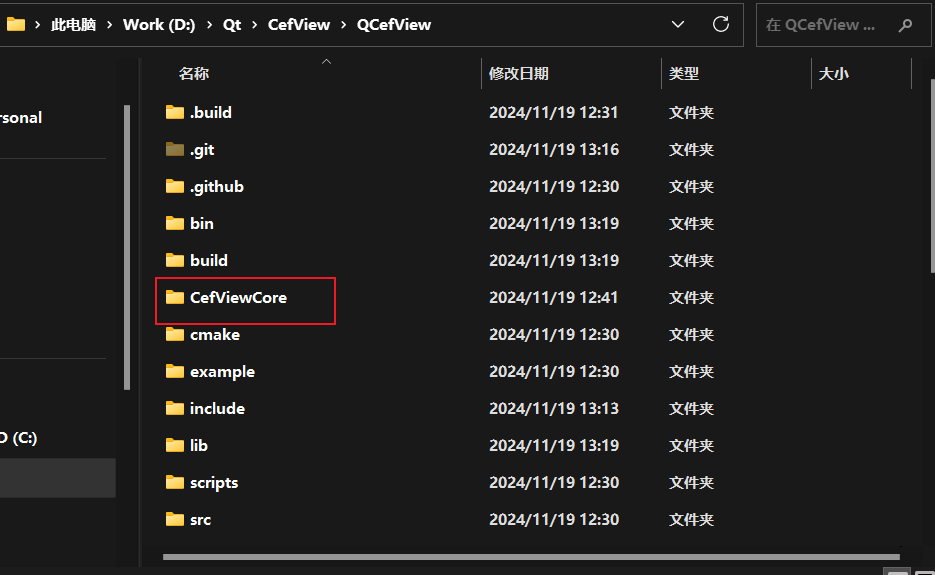 此电脑 › Work (D:) › Qt › CefView › QCefView 在 QCefView ...
名称 修改日期 类型 大小
.build 2024/11/19 12:31 文件夹
rsonal
.git 2024/11/19 13:16 文件夹
.github 2024/11/19 12:30 文件夹
bin 2024/11/19 13:19 文件夹
build 2024/11/19 13:19 文件夹
CefViewCore 2024/11/19 12:41 文件夹
cmake 2024/11/19 12:30 文件夹
example 2024/11/19 12:30 文件夹
include 2024/11/19 13:13 文件夹
(C:)
lib 2024/11/19 13:19 文件夹
scripts 2024/11/19 12:30 文件夹
src 2024/11/19 12:30 文件夹